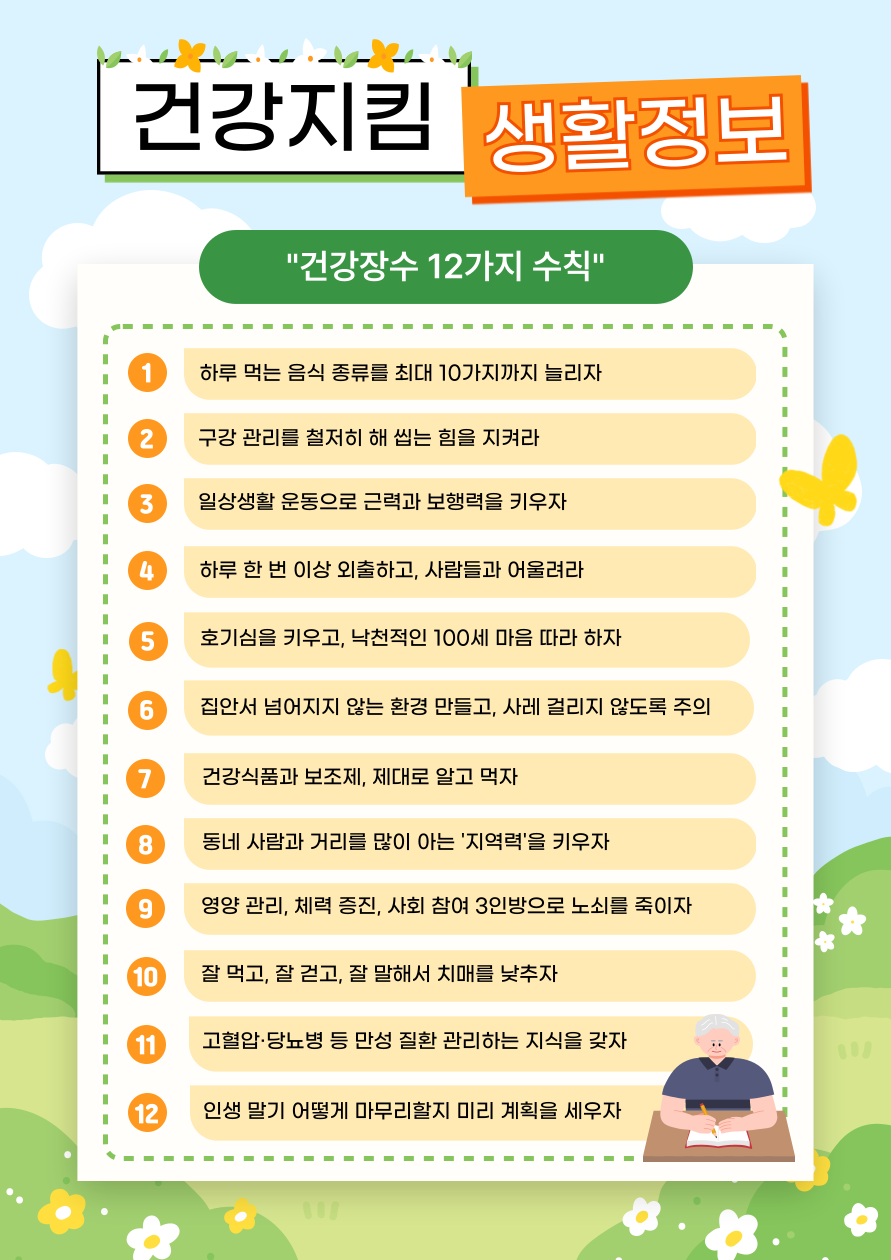 건강지킴
생활정보
"건강장수 12가지 수칙"
1 하루 먹는 음식 종류를 최대 10가지까지 늘리자
2 구강 관리를 철저히 해 씹는 힘을 지켜라
3 일상생활 운동으로 근력과 보행력을 키우자
4 하루 한 번 이상 외출하고, 사람들과 어울려라
5 호기심을 키우고, 낙천적인 100세 마음 따라 하자
6 집안서 넘어지지 않는 환경 만들고, 사레 걸리지 않도록 주의
7 건강식품과 보조제, 제대로 알고 먹자
8 동네 사람과 거리를 많이 아는 '지역력'을 키우자
9 영양 관리, 체력 증진, 사회 참여 3인방으로 노쇠를 죽이자
10 잘 먹고, 잘 걷고, 잘 말해서 치매를 낮추자
11 고혈압·당뇨병 등 만성 질환 관리하는 지식을 갖자
12 인생 말기 어떻게 마무리할지 미리 계획을 세우자